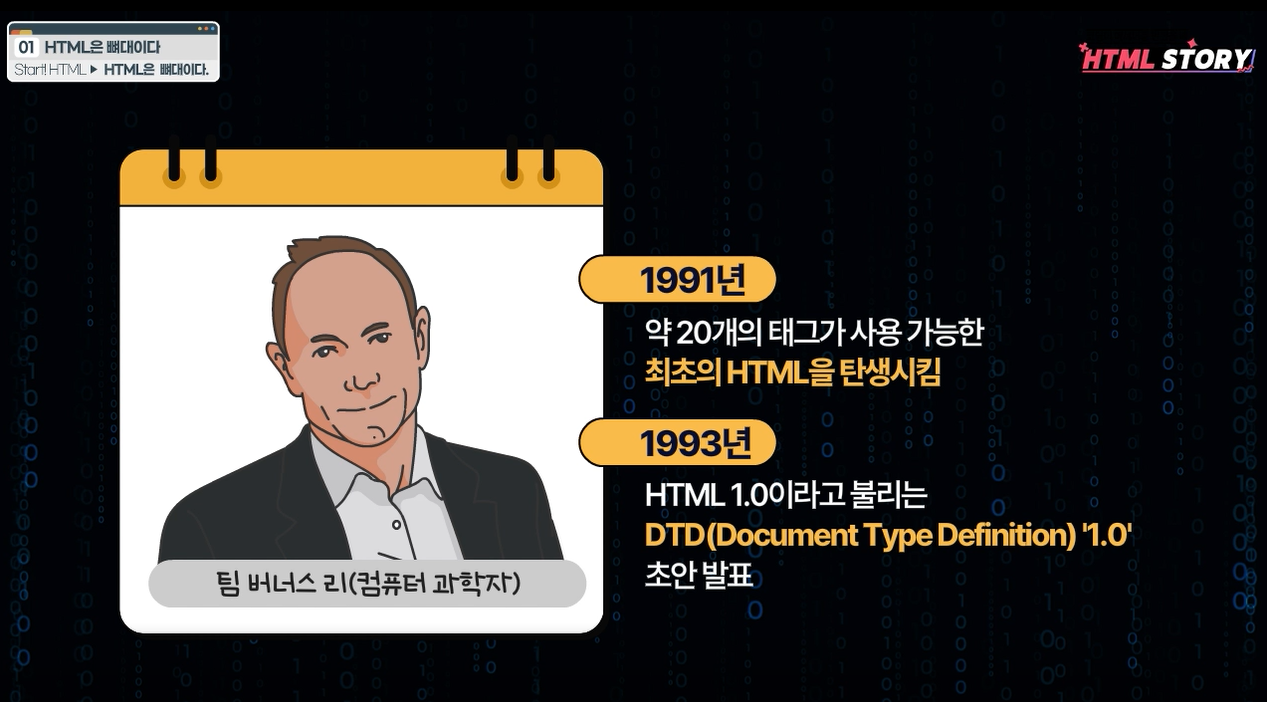 01 HTML은 뼈대이다
Start! HTML ▶ HTML은 뼈대이다.
HTML STORY
1991년
약 20개의 태그가 사용 가능한
최초의 HTML을 탄생시킴
1993년
HTML 1.0이라고 불리는
DTD(Document Type Definition) '1.0'
초안 발표
팀 버너스 리(컴퓨터 과학자)